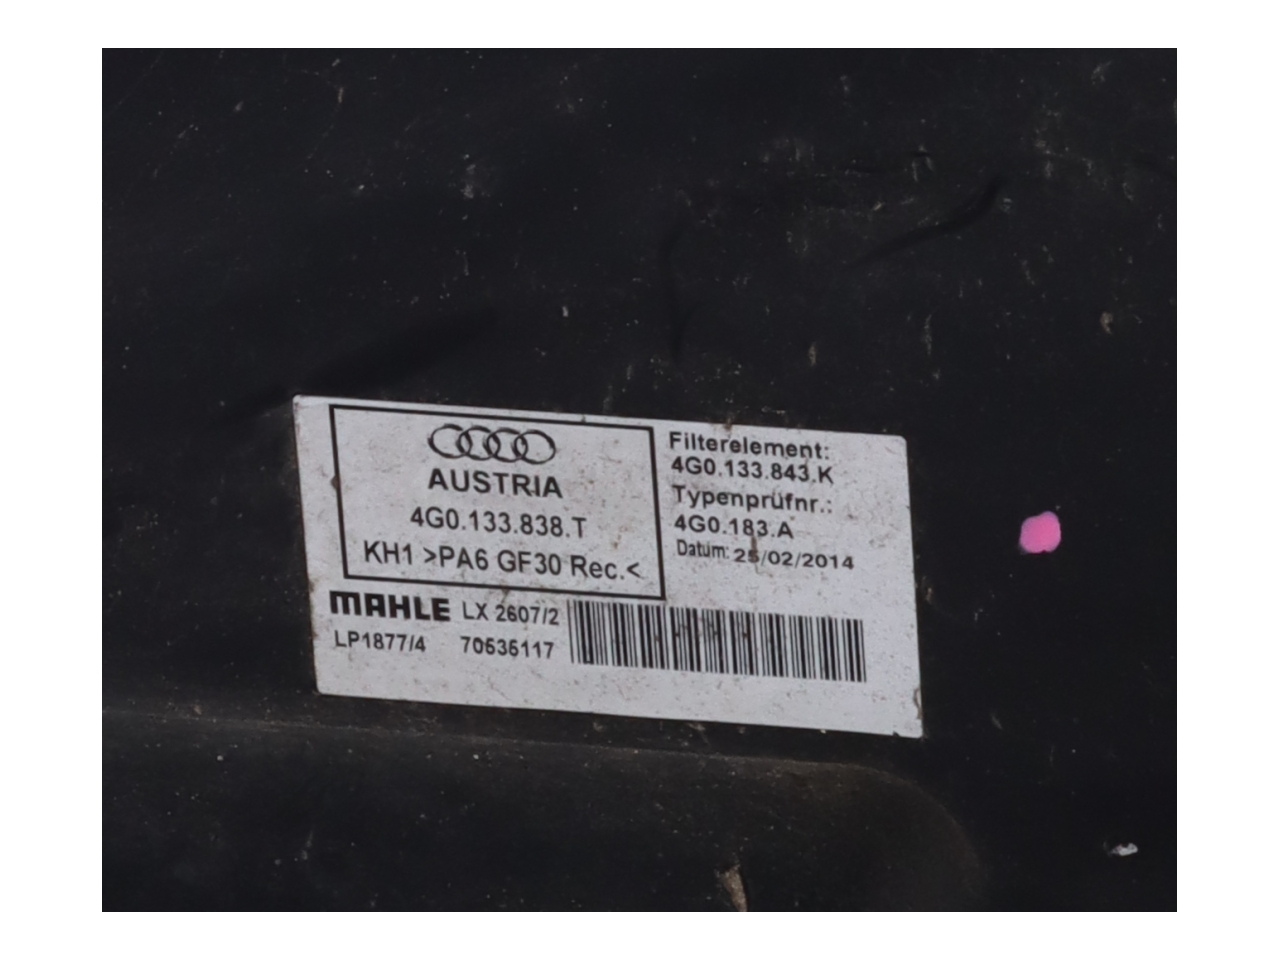 AUSTRIA
4G0.133.838.T
KH1 >PA6 GF30 Rec.<
Filterelement:
4G0.133.843.K
Typenprüfnr.:
4G0.183.A
Datum: 25/02/2014
MAHLE LX 2607/2
LP1877/4 70636117